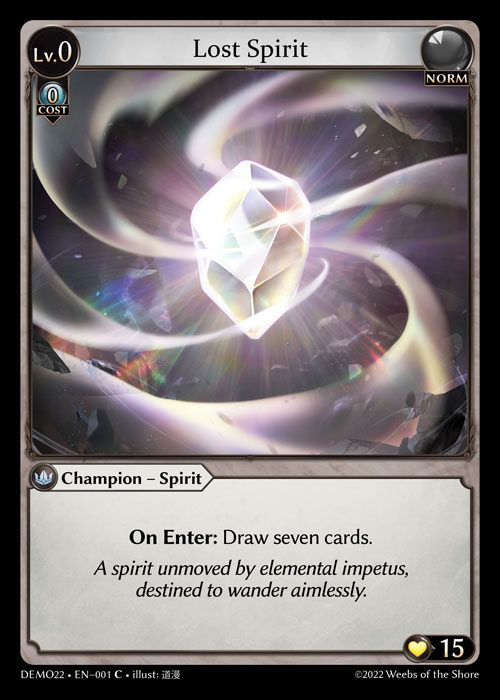 Lv.0
Lost Spirit
NORM
0
COST
Champion – Spirit
On Enter: Draw seven cards.
A spirit unmoved by elemental impetus,
destined to wander aimlessly.
15
DEMO22 • EN–001 C • illust: 道漫
©2022 Weebs of the Shore